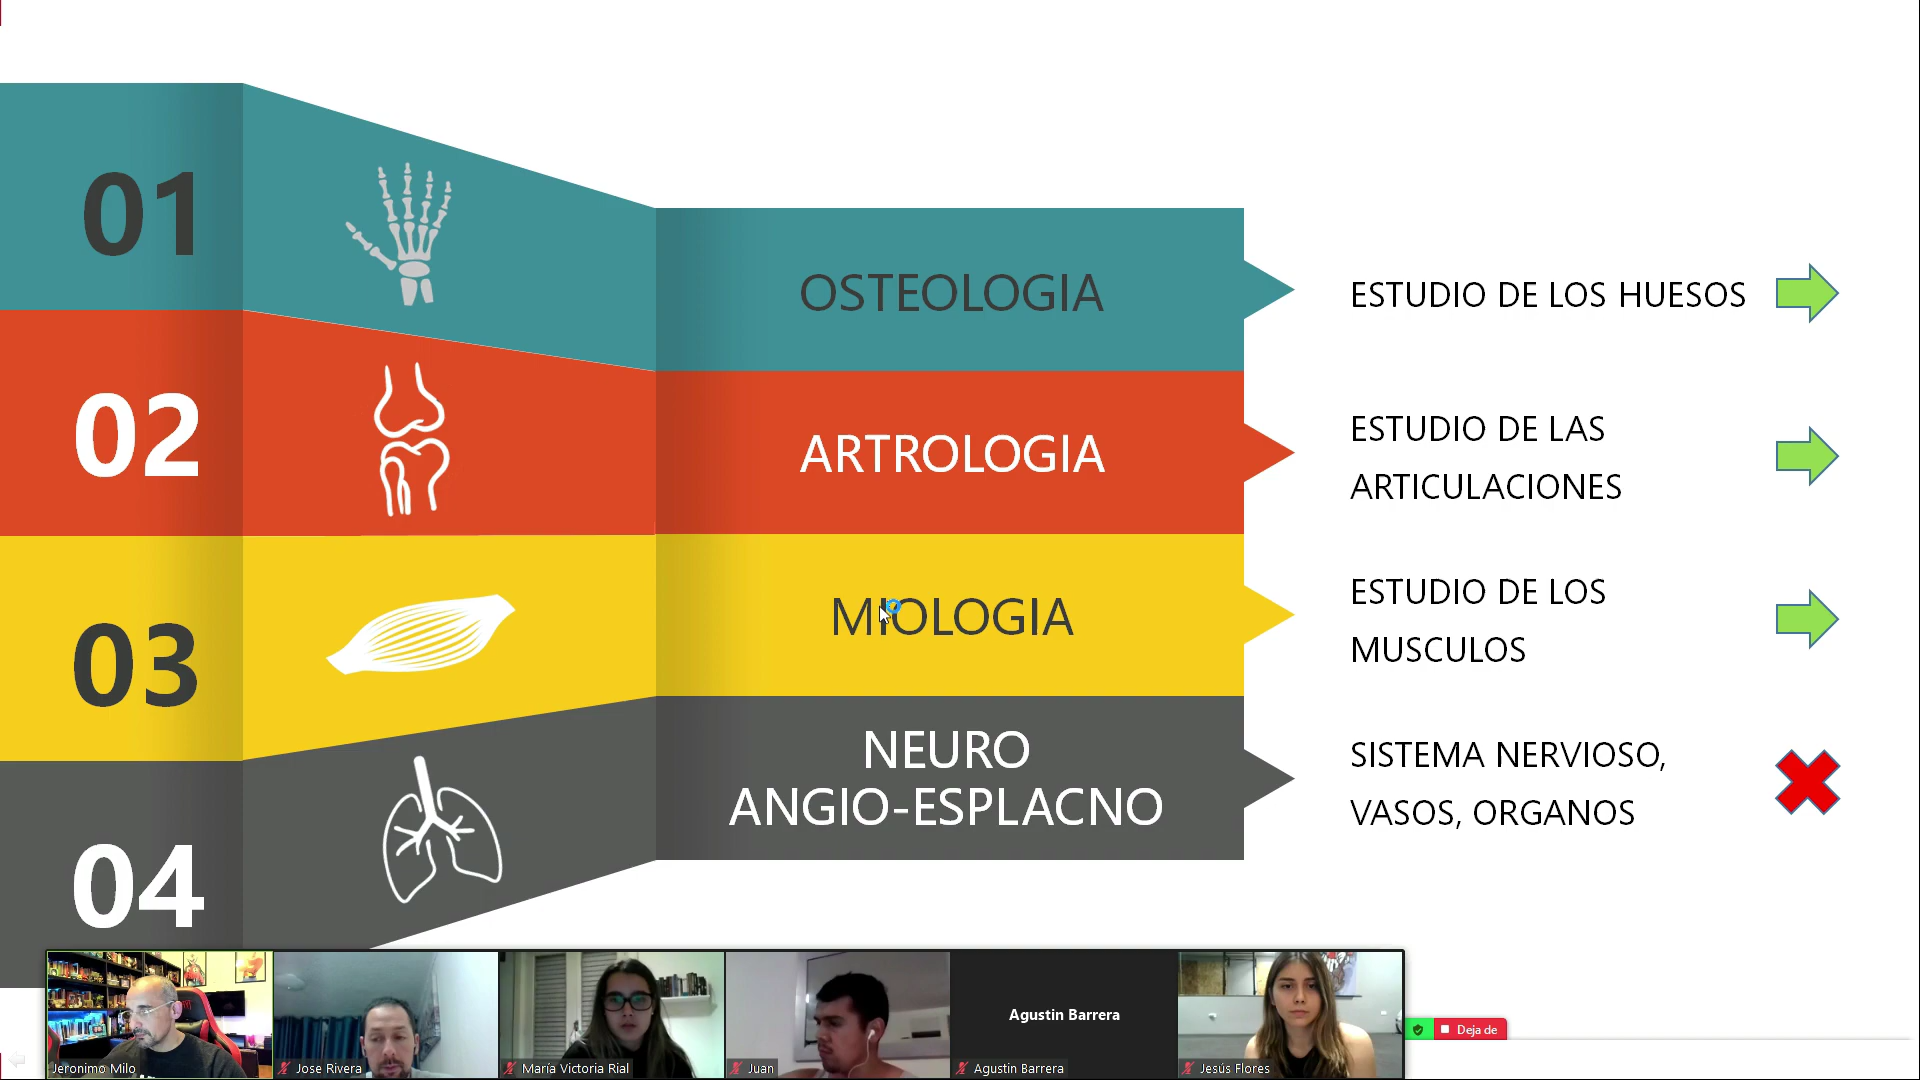 01
OSTEOLOGIA
ESTUDIO DE LOS HUESOS
02
ARTROLOGIA
ESTUDIO DE LAS
ARTICULACIONES
03
MIOLOGIA
ESTUDIO DE LOS
MUSCULOS
04
NEURO
ANGIO-ESPLACNO
SISTEMA NERVIOSO,
VASOS, ORGANOS
Jeronimo Milo
Jose Rivera
María Victoria Rial
Juan
Agustin Barrera
Agustin Barrera
Jesús Flores
Deja de